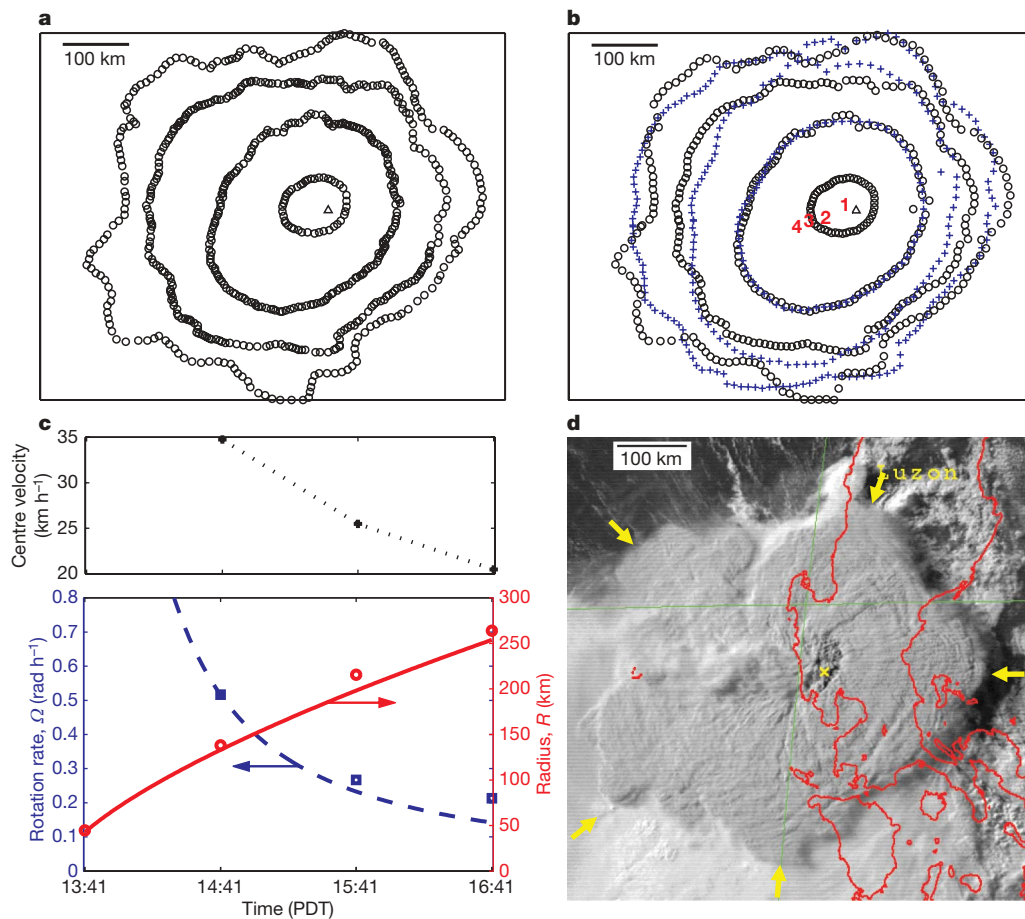 a
100 km
b
100 km
1
2
3
4
c
35
30
25
20
Centre velocity
(km h⁻¹)
0.8
0.7
0.6
0.5
0.4
0.3
0.2
0.1
0
Rotation rate, Ω (rad h⁻¹)
300
250
200
150
100
50
0
Radius, R (km)
13:41
14:41
15:41
16:41
Time (PDT)
d
100 km
Luzon